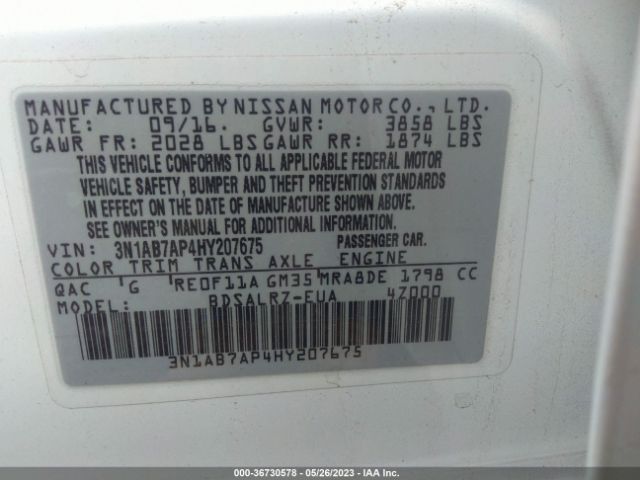 MANUFACTURED BY NISSAN MOTOR CO., LTD.
DATE: 09/16. GVWR: 3858 LBS
GAWR FR: 2028 LBS GAWR RR: 1874 LBS
THIS VEHICLE CONFORMS TO ALL APPLICABLE FEDERAL MOTOR
VEHICLE SAFETY, BUMPER AND THEFT PREVENTION STANDARDS
IN EFFECT ON THE DATE OF MANUFACTURE SHOWN ABOVE.
SEE OWNER'S MANUAL FOR ADDITIONAL INFORMATION.
VIN: 3N1AB7AP4HY207675 PASSENGER CAR.
COLOR TRIM TRANS AXLE ENGINE
QAC G RE0F11A GM35 MRA8DE 1798 CC
MODEL: BDSALRZ-EUA 4Z000
3N1AB7AP4HY207675
000-36730578 - 05/26/2023 - IAA Inc.